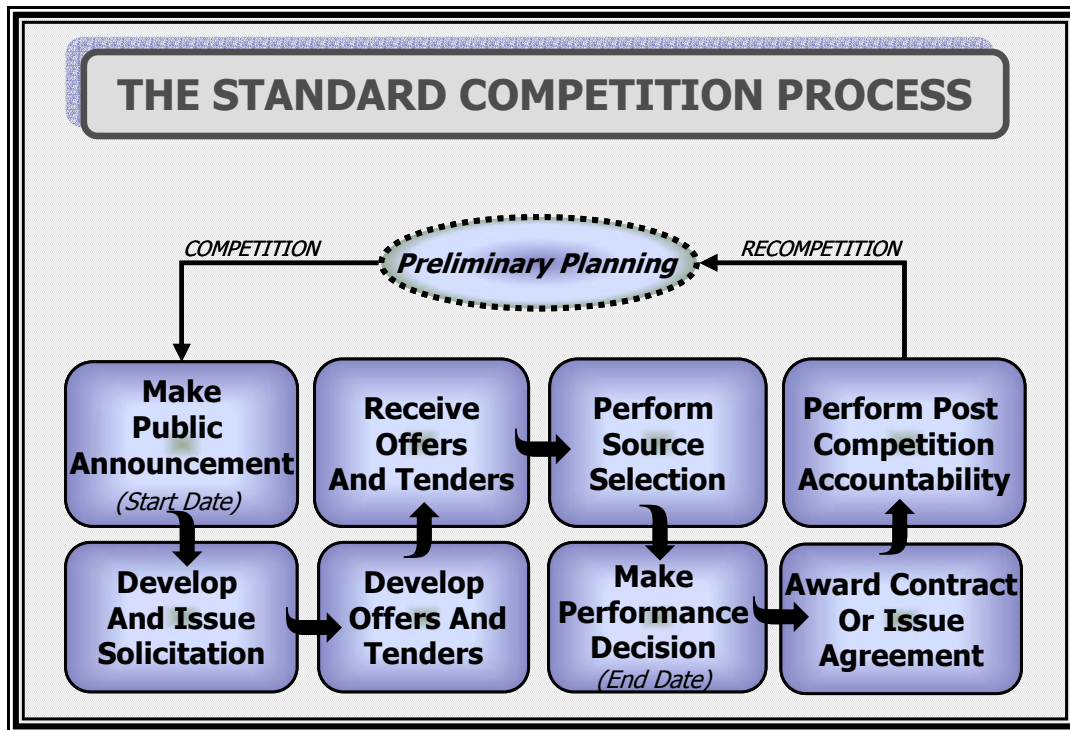 THE STANDARD COMPETITION PROCESS
COMPETITION
Preliminary Planning
RECOMPETITION
Make
Public
Announcement
(Start Date)
Develop
And Issue
Solicitation
Develop
Offers And
Tenders
Receive
Offers
And Tenders
Perform
Source
Selection
Make
Performance
Decision
(End Date)
Award Contract
Or Issue
Agreement
Perform Post
Competition
Accountability